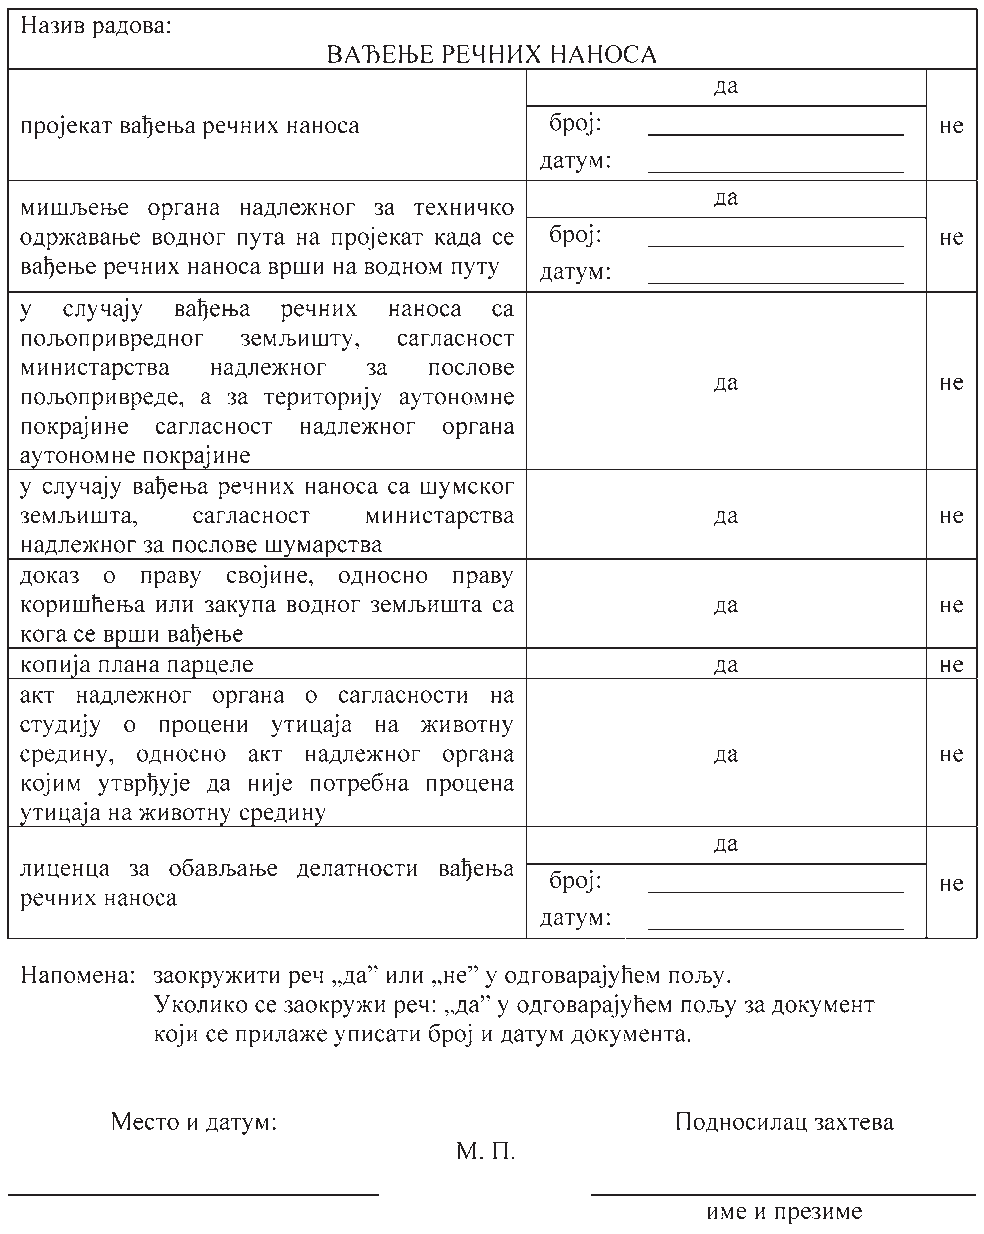 Назив радова:
ВАЂЕЊЕ РЕЧНИХ НАНОСА
пројекат вађења речних наноса
да
број:
датум:
не
мишљење органа надлежног за техничко
одржавање водног пута на пројекат када се
вађење речних наноса врши на водном путу
да
број:
датум:
не
у случају вађења речних наноса са
пољопривредног земљишту, сагласност
министарства надлежног за послове
пољопривреде, а за територију аутономне
покрајине сагласност надлежног органа
аутономне покрајине
да
не
у случају вађења речних наноса са шумског
земљишта, сагласност министарства
надлежног за послове шумарства
да
не
доказ о праву својине, односно праву
коришћења или закупа водног земљишта са
кога се врши вађење
да
не
копија плана парцеле
да
не
акт надлежног органа о сагласности на
студију о процени утицаја на животну
средину, односно акт надлежног органа
којим утврђује да није потребна процена
утицаја на животну средину
да
не
лиценца за обављање делатности вађења
речних наноса
да
број:
датум:
не
Напомена: заокружити реч „да” или „не” у одговарајућем пољу.
Уколико се заокружи реч: „да” у одговарајућем пољу за документ
који се прилаже уписати број и датум документа.
Место и датум:
Подносилац захтева
М. П.
име и презиме